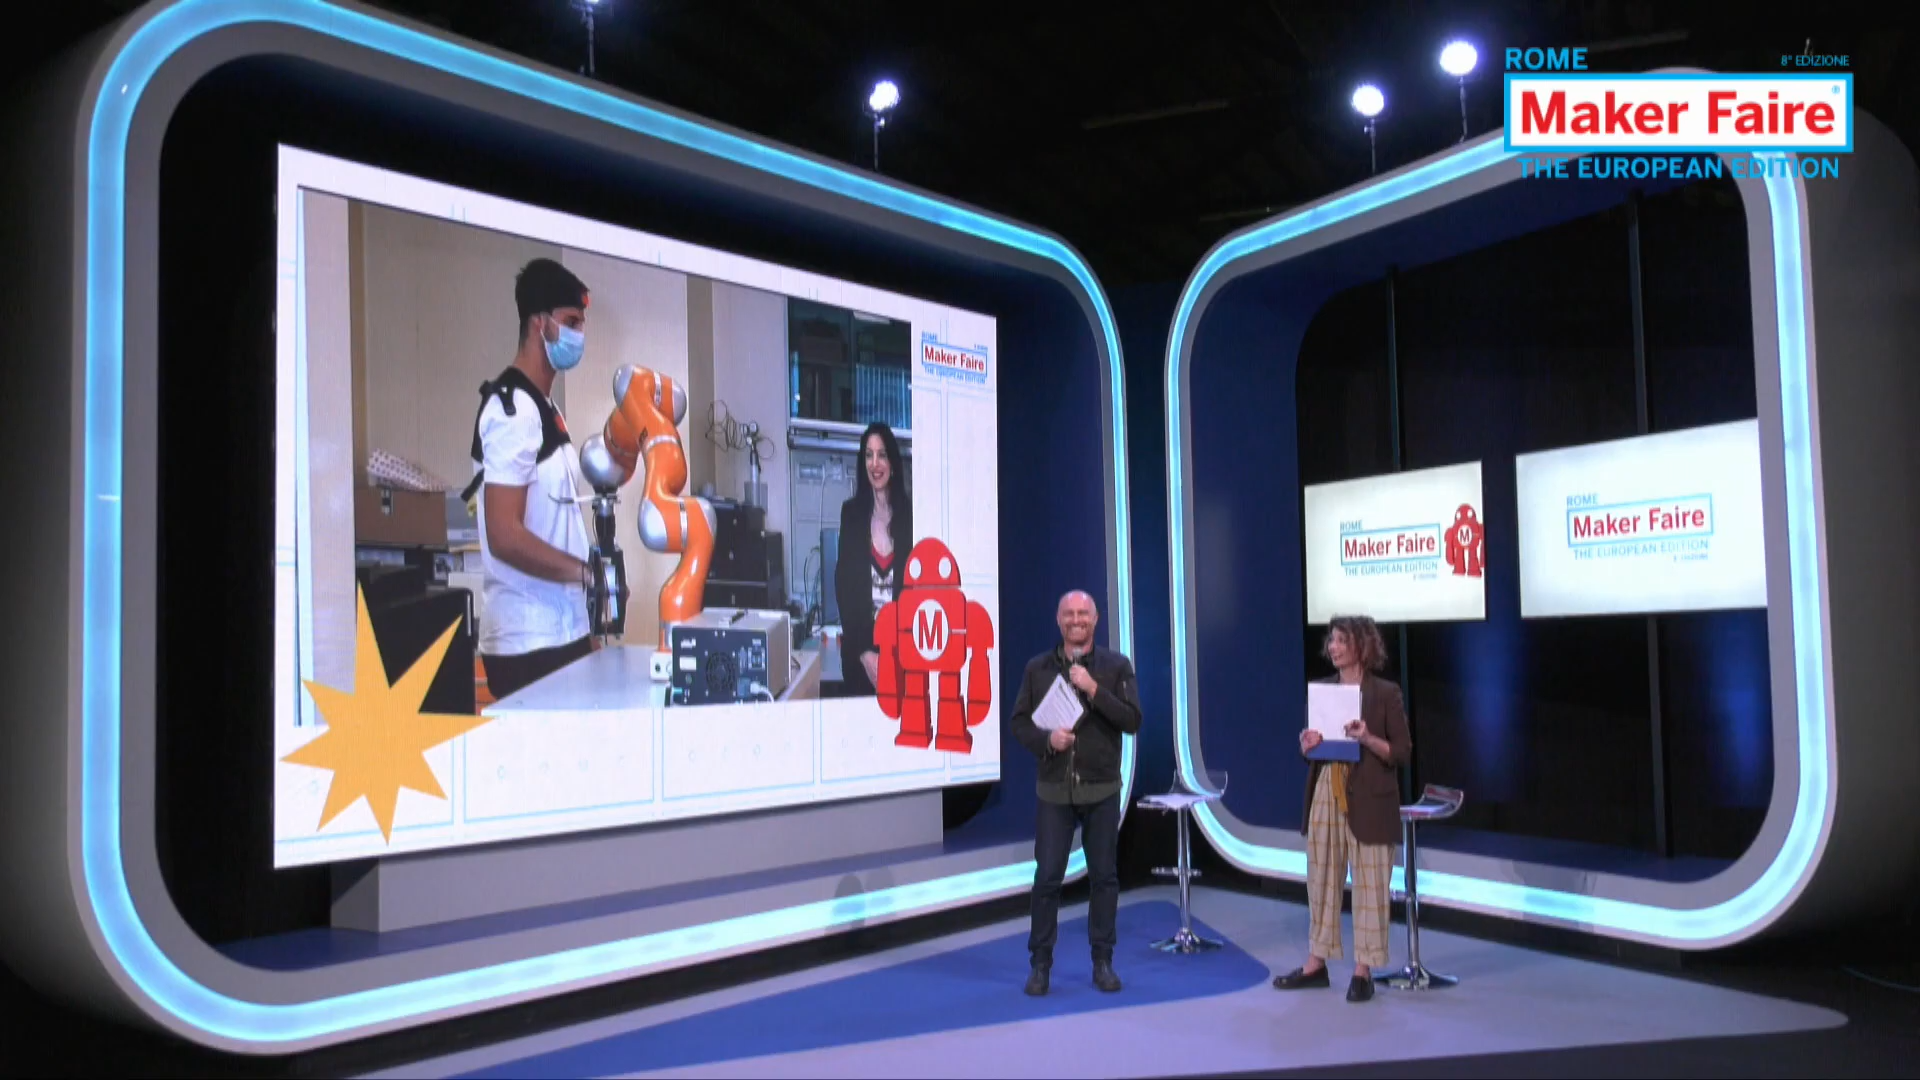 ROME
8ª EDIZIONE
Maker Faire®
THE EUROPEAN EDITION
ROME
Maker Faire
THE EUROPEAN EDITION
M
ROME
Maker Faire
THE EUROPEAN EDITION
M
ROME
Maker Faire
THE EUROPEAN EDITION